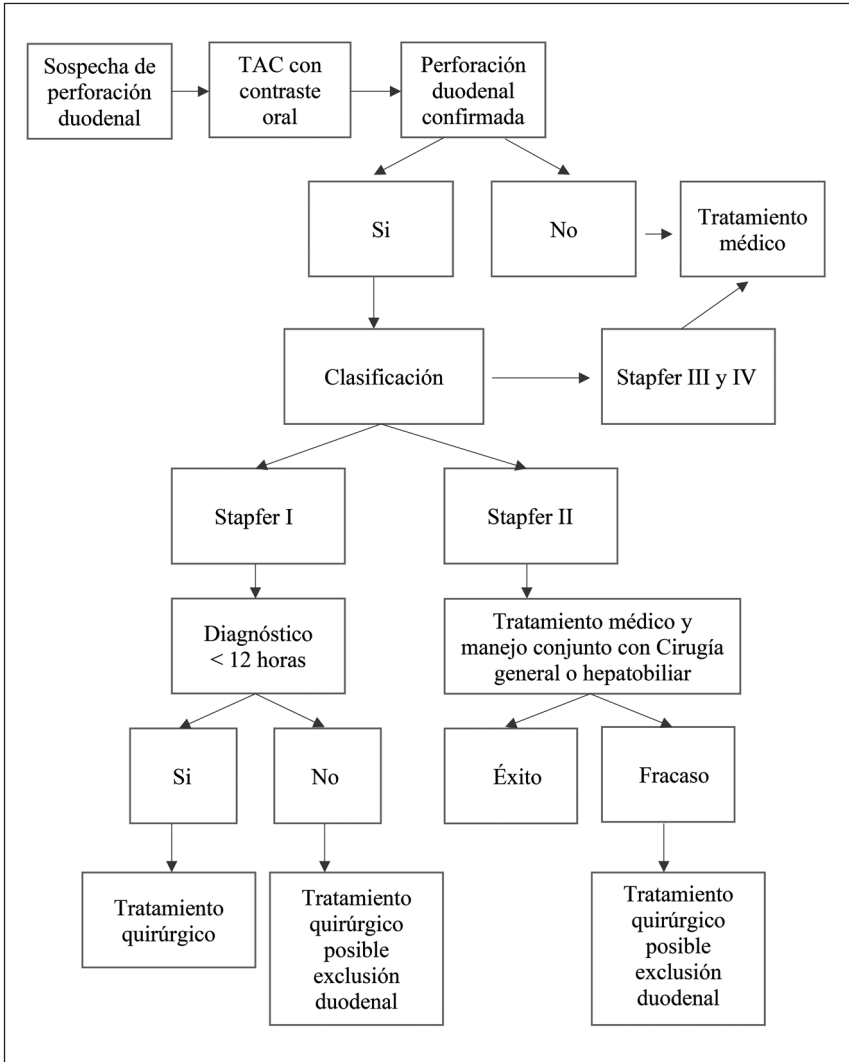 Sospecha de
perforación
duodenal
TAC con
contraste
oral
Perforación
duodenal
confirmada
Si
No
Tratamiento
médico
Clasificación
Stapfer III y IV
Stapfer I
Stapfer II
Diagnóstico
< 12 horas
Tratamiento médico y
manejo conjunto con Cirugía
general o hepatobiliar
Si
No
Éxito
Fracaso
Tratamiento
quirúrgico
Tratamiento
quirúrgico
posible
exclusión
duodenal
Tratamiento
quirúrgico
posible
exclusión
duodenal